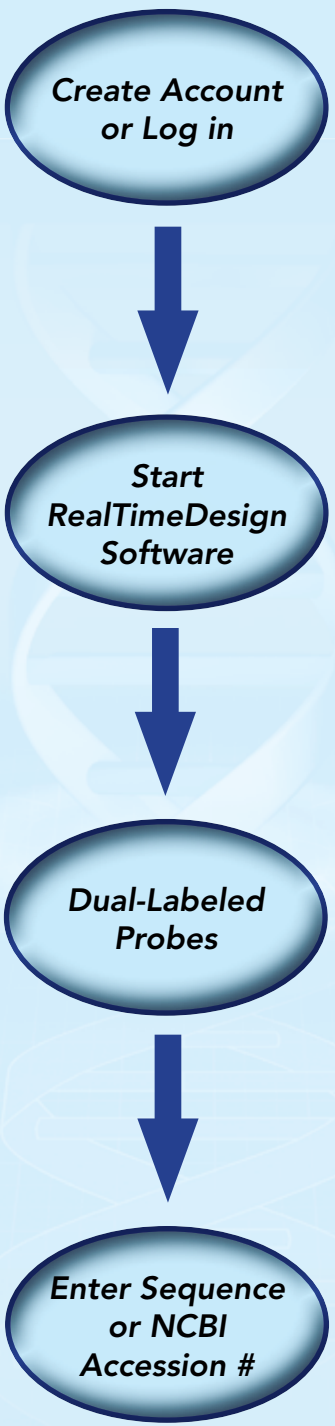 Create Account
or Log in
Start
RealTimeDesign
Software
Dual-Labeled
Probes
Enter Sequence
or NCBI
Accession #